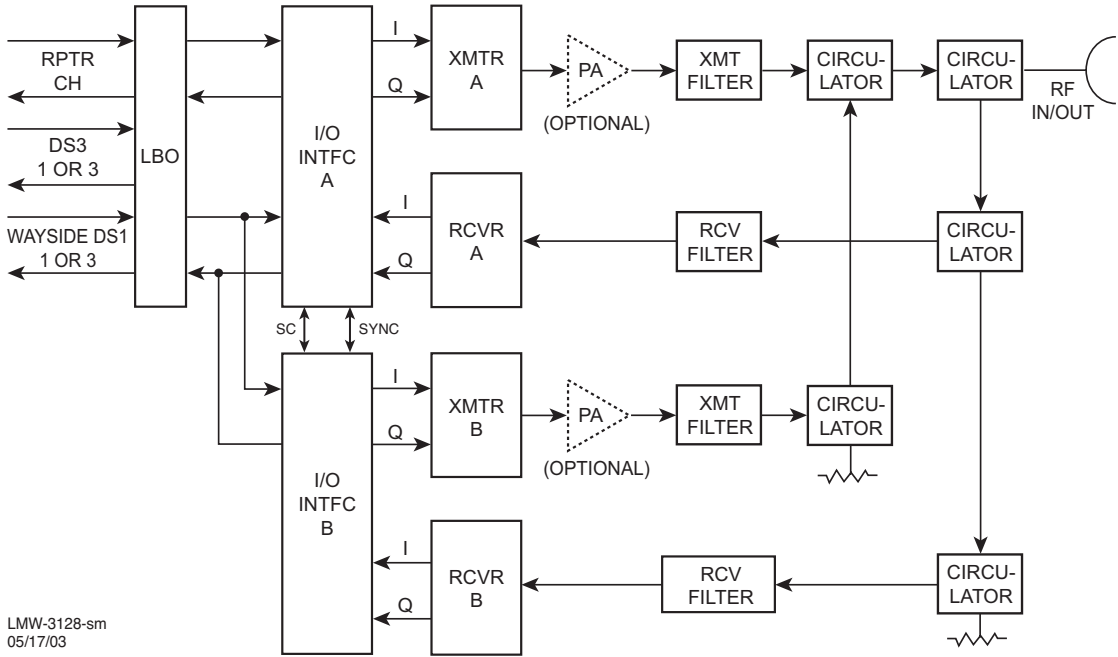 RPTR
CH
DS3
1 OR 3
WAYSIDE DS1
1 OR 3
LBO
I/O
INTFC
A
I
Q
XMTR
A
PA
(OPTIONAL)
XMT
FILTER
CIRCU-
LATOR
CIRCU-
LATOR
RF
IN/OUT
I
Q
RCVR
A
RCV
FILTER
CIRCU-
LATOR
SC
SYNC
I/O
INTFC
B
I
Q
XMTR
B
PA
(OPTIONAL)
XMT
FILTER
CIRCU-
LATOR
I
Q
RCVR
B
RCV
FILTER
CIRCU-
LATOR
LMW-3128-sm
05/17/03